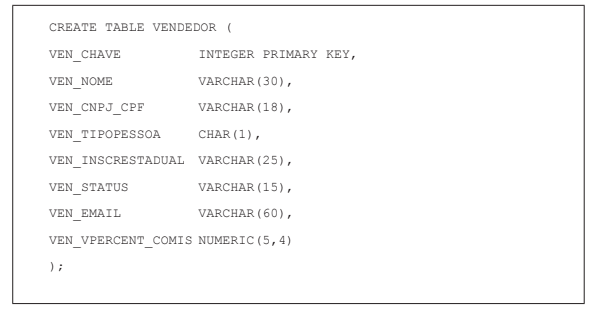 CREATE TABLE VENDEDOR (
VEN_CHAVE INTEGER PRIMARY KEY,
VEN_NOME VARCHAR(30),
VEN_CNPJ_CPF VARCHAR(18),
VEN_TIPOPESSOA CHAR(1),
VEN_INSCRESTADUAL VARCHAR(25),
VEN_STATUS VARCHAR(15),
VEN_EMAIL VARCHAR(60),
VEN_VPERCENT_COMIS NUMERIC(5,4)
);